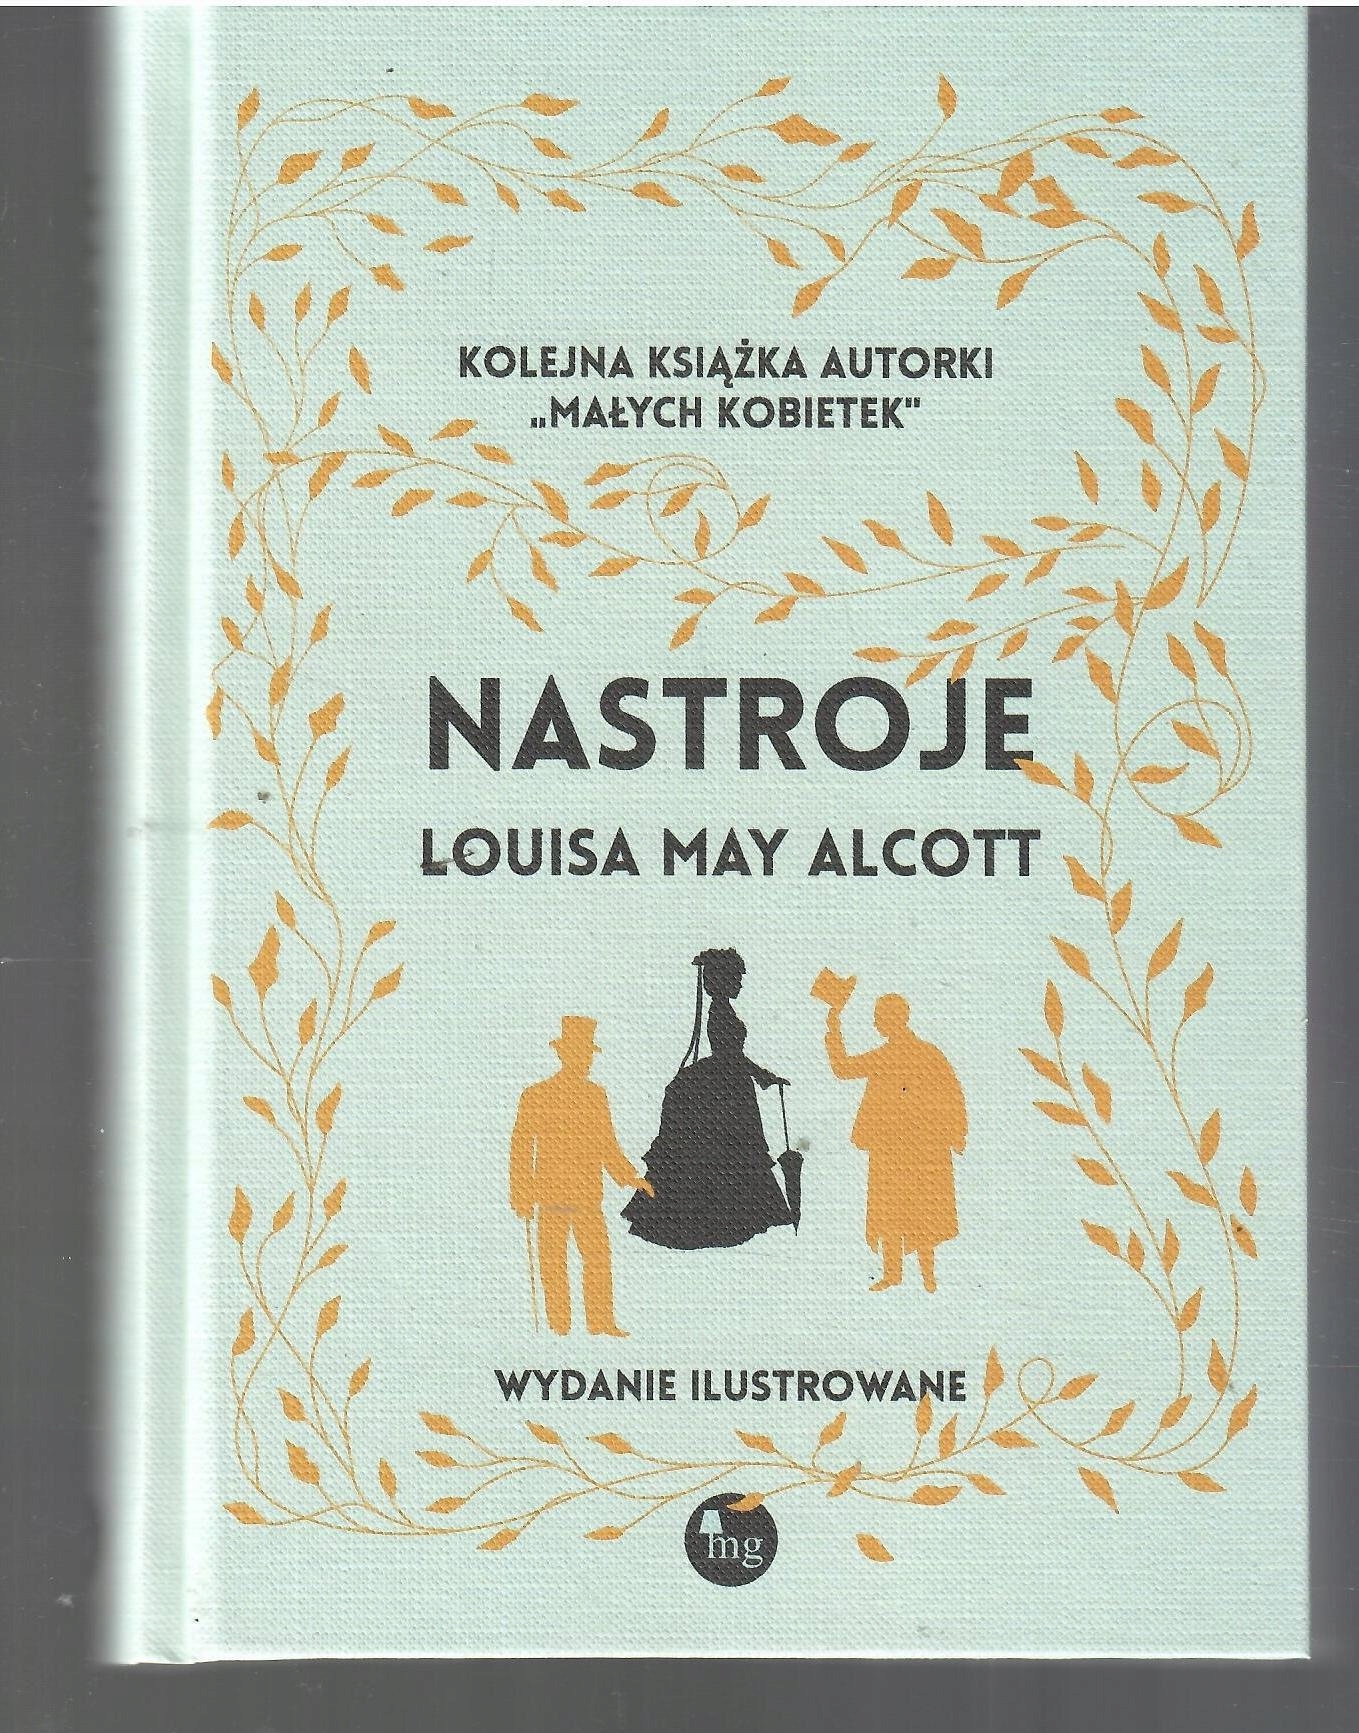 KOLEJNA KSIĄŻKA AUTORKI
„MAŁYCH KOBIETEK"
NASTROJE
LOUISA MAY ALCOTT
WYDANIE ILUSTROWANE
mg